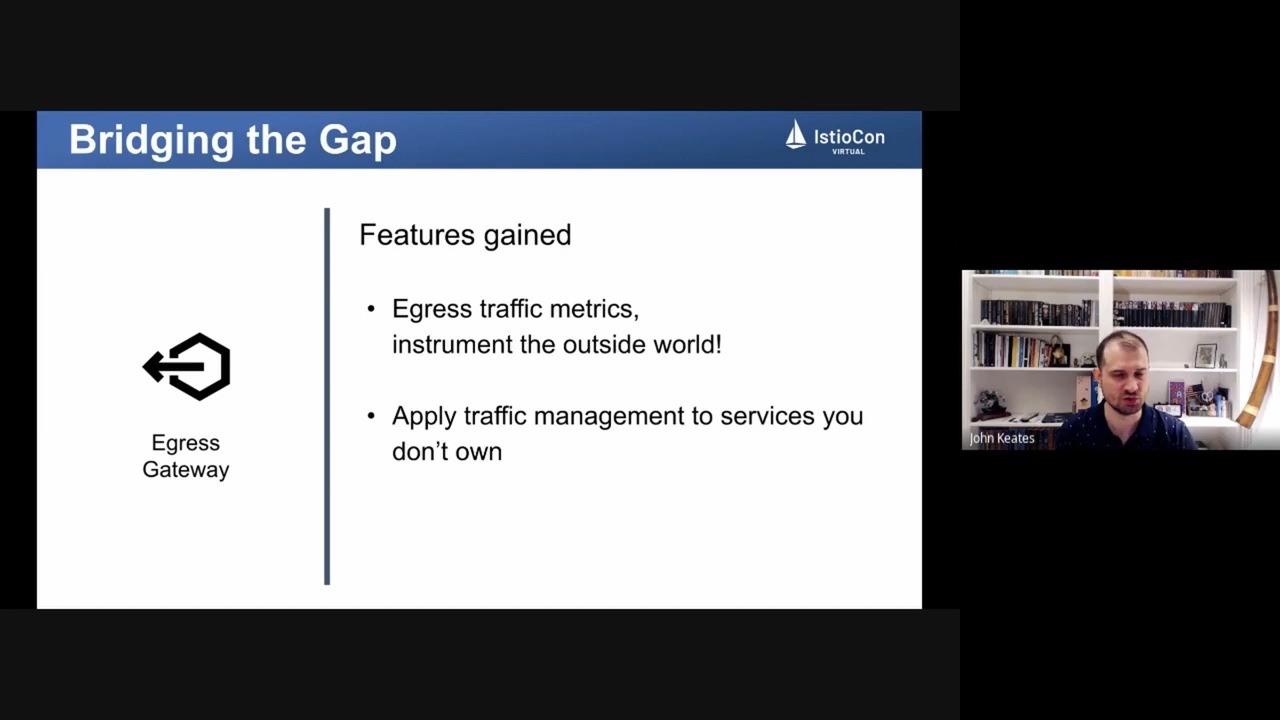 Bridging the Gap
IstioCon
VIRTUAL
Features gained
• Egress traffic metrics,
instrument the outside world!
• Apply traffic management to services you
don’t own
Egress
Gateway
John Keates